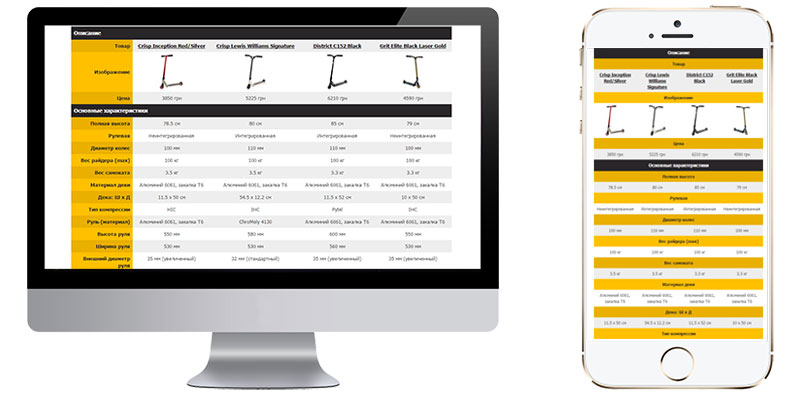 Описание
Товар Crisp Inception Red/Silver Crisp Lewis Williams Signature District C152 Black Grit Elite Black Laser Gold
Изображение
Цена 3850 грн 5225 грн 6210 грн 4590 грн
Основные характеристики
Полная высота 78.5 см 80 см 85 см 79 см
Рулевая Неинтегрированная Интегрированная Интегрированная Интегрированная
Диаметр колес 100 мм 110 мм 110 мм 100 мм
Вес райдера (max) 100 кг 100 кг 100 кг 100 кг
Вес самоката 3.5 кг 3.3 кг 3.3 кг 3.3 кг
Материал деки Алюминий 6061, закалка T6 Алюминий 6061, закалка T6 Алюминий 6061, закалка T6 Алюминий 6061, закалка T6
Дека: Ш x Д 11.5 x 50 см 54.5 x 12.2 см 11.5 x 52 см 10 x 50 см
Тип компрессии HIC IHC Pytel IHC
Руль (материал) Алюминий 6061, закалка T6 ChroMoly 4130 Алюминий 6061, закалка T6 Алюминий 6061, закалка T6
Высота руля 550 мм 580 мм 600 мм 550 мм
Ширина руля 530 мм 530 мм 560 мм 530 мм
Внешний диаметр 35 мм (увеличенный) 32 мм (стандартный) 35 мм (увеличенный) 35 мм (увеличенный)
руля
Описание
Товар
Crisp Inception Crisp Lewis District C152 Grit Elite Black
Red/Silver Williams Black Laser Gold
Signature
Изображение
Цена
3850 грн 5225 грн 6210 грн 4590 грн
Основные характеристики
Полная высота
78.5 см 80 см 85 см 79 см
Рулевая
Неинтегрированная Интегрированная Интегрированная Интегрированная
Диаметр колес
100 мм 110 мм 110 мм 100 мм
Вес райдера (max)
100 кг 100 кг 100 кг 100 кг
Вес самоката
3.5 кг 3.3 кг 3.3 кг 3.3 кг
Материал деки
Алюминий 6061, Алюминий 6061, Алюминий 6061, Алюминий 6061,
закалка T6 закалка T6 закалка T6 закалка T6
Дека: Ш x Д
11.5 x 50 см 54.5 x 12.2 см 11.5 x 52 см 10 x 50 см
Тип компрессии